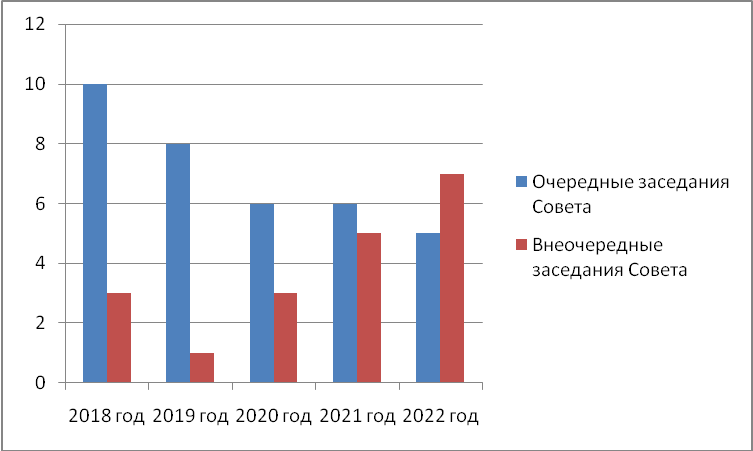 12
10
8
6
4
2
0
2018 год 2019 год 2020 год 2021 год 2022 год
Очередные заседания
Совета
Внеочередные
заседания Совета